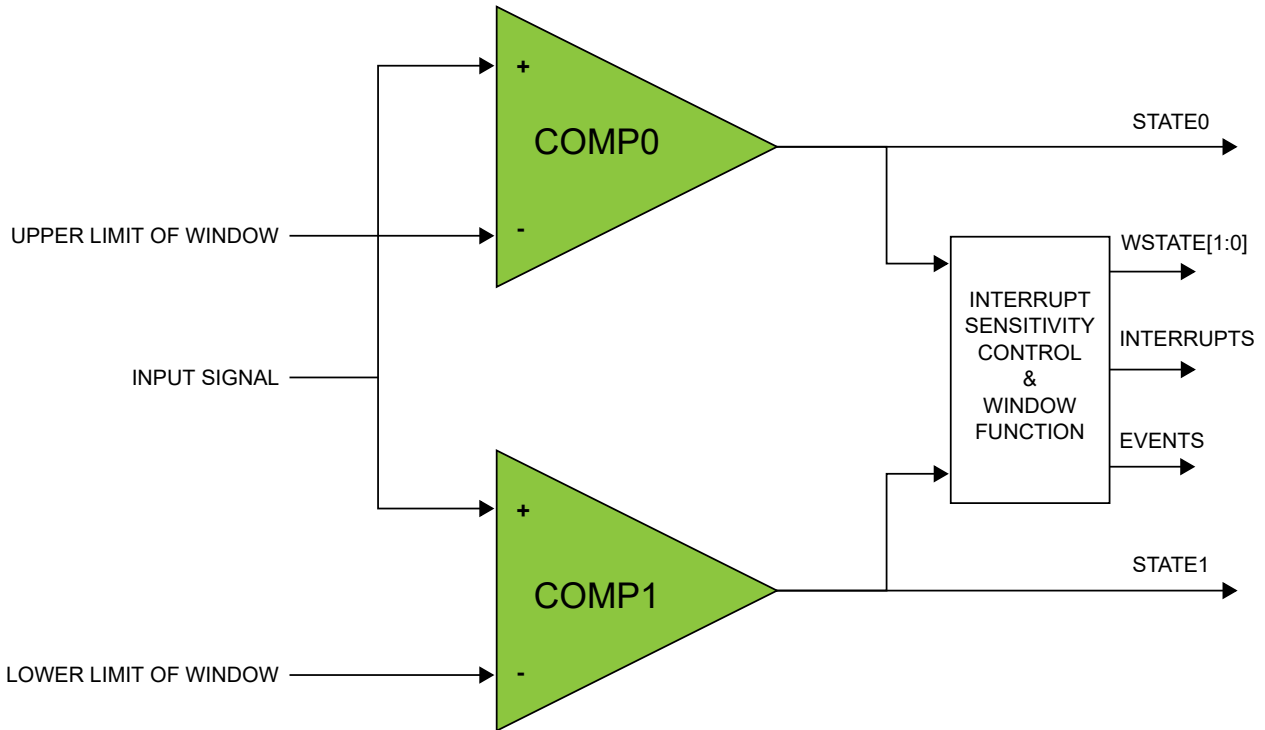 +
COMP0
-
STATE0
UPPER LIMIT OF WINDOW
WSTATE[1:0]
INTERRUPT
SENSITIVITY
CONTROL
&
WINDOW
FUNCTION
INTERRUPTS
EVENTS
INPUT SIGNAL
+
COMP1
-
STATE1
LOWER LIMIT OF WINDOW